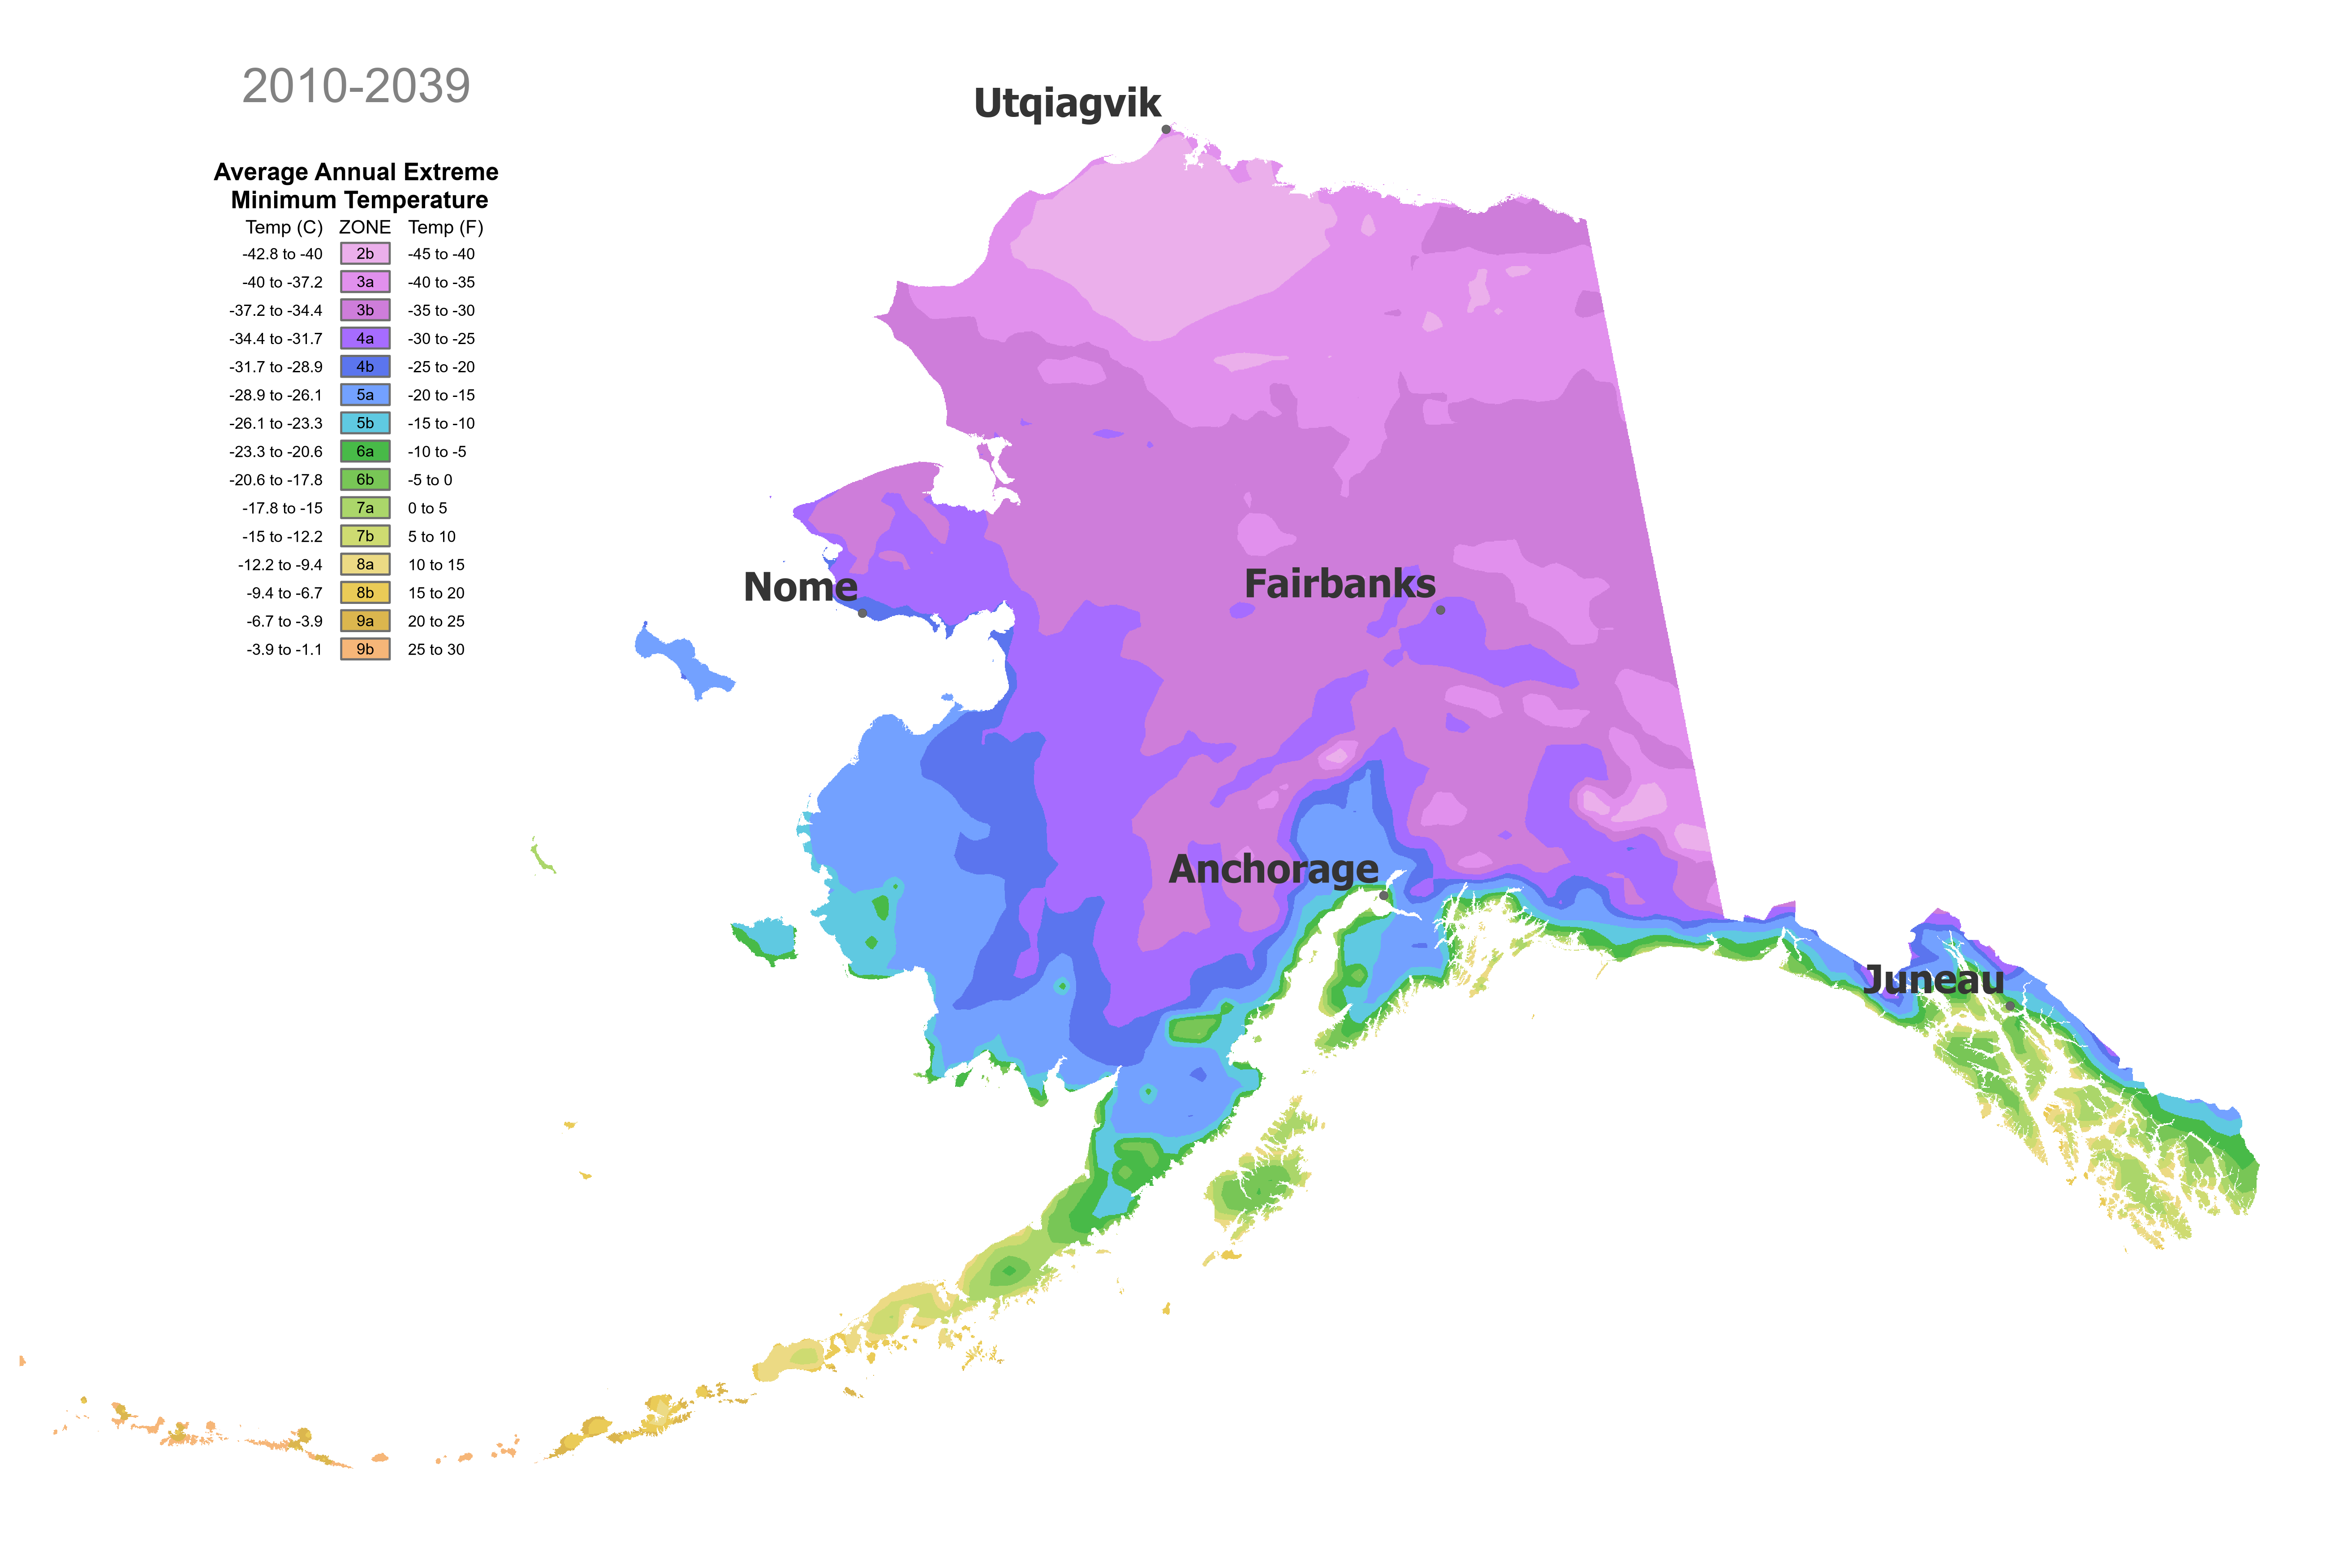 2010-2039
Average Annual Extreme
Minimum Temperature
Temp (C) ZONE Temp (F)
-42.8 to -40 2b -45 to -40
-40 to -37.2 3a -40 to -35
-37.2 to -34.4 3b -35 to -30
-34.4 to -31.7 4a -30 to -25
-31.7 to -28.9 4b -25 to -20
-28.9 to -26.1 5a -20 to -15
-26.1 to -23.3 5b -15 to -10
-23.3 to -20.6 6a -10 to -5
-20.6 to -17.8 6b -5 to 0
-17.8 to -15 7a 0 to 5
-15 to -12.2 7b 5 to 10
-12.2 to -9.4 8a 10 to 15
-9.4 to -6.7 8b 15 to 20
-6.7 to -3.9 9a 20 to 25
-3.9 to -1.1 9b 25 to 30
Utqiagvik
Nome
Fairbanks
Anchorage
Juneau